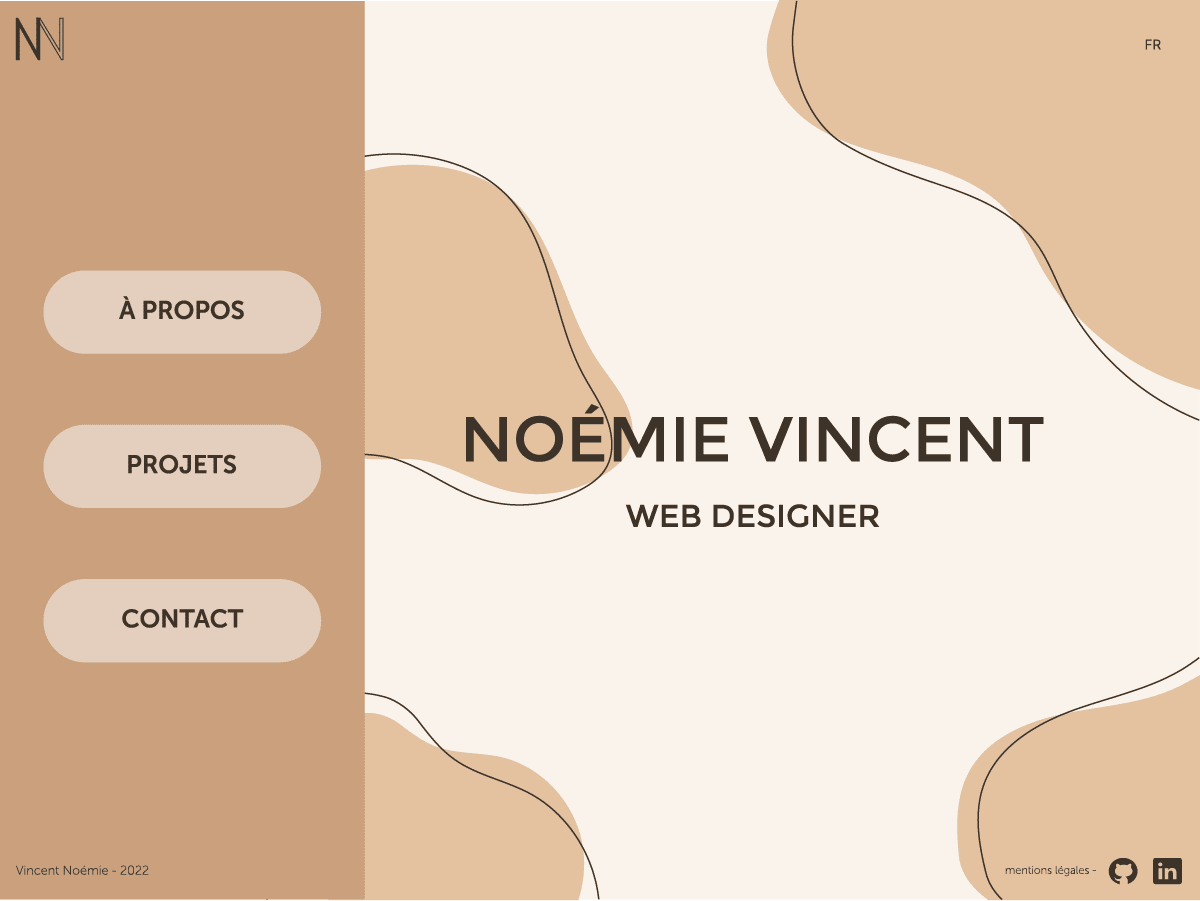 NN
FR
À PROPOS
PROJETS
CONTACT
NOÉMIE VINCENT
WEB DESIGNER
Vincent Noémie - 2022
mentions légales -
in